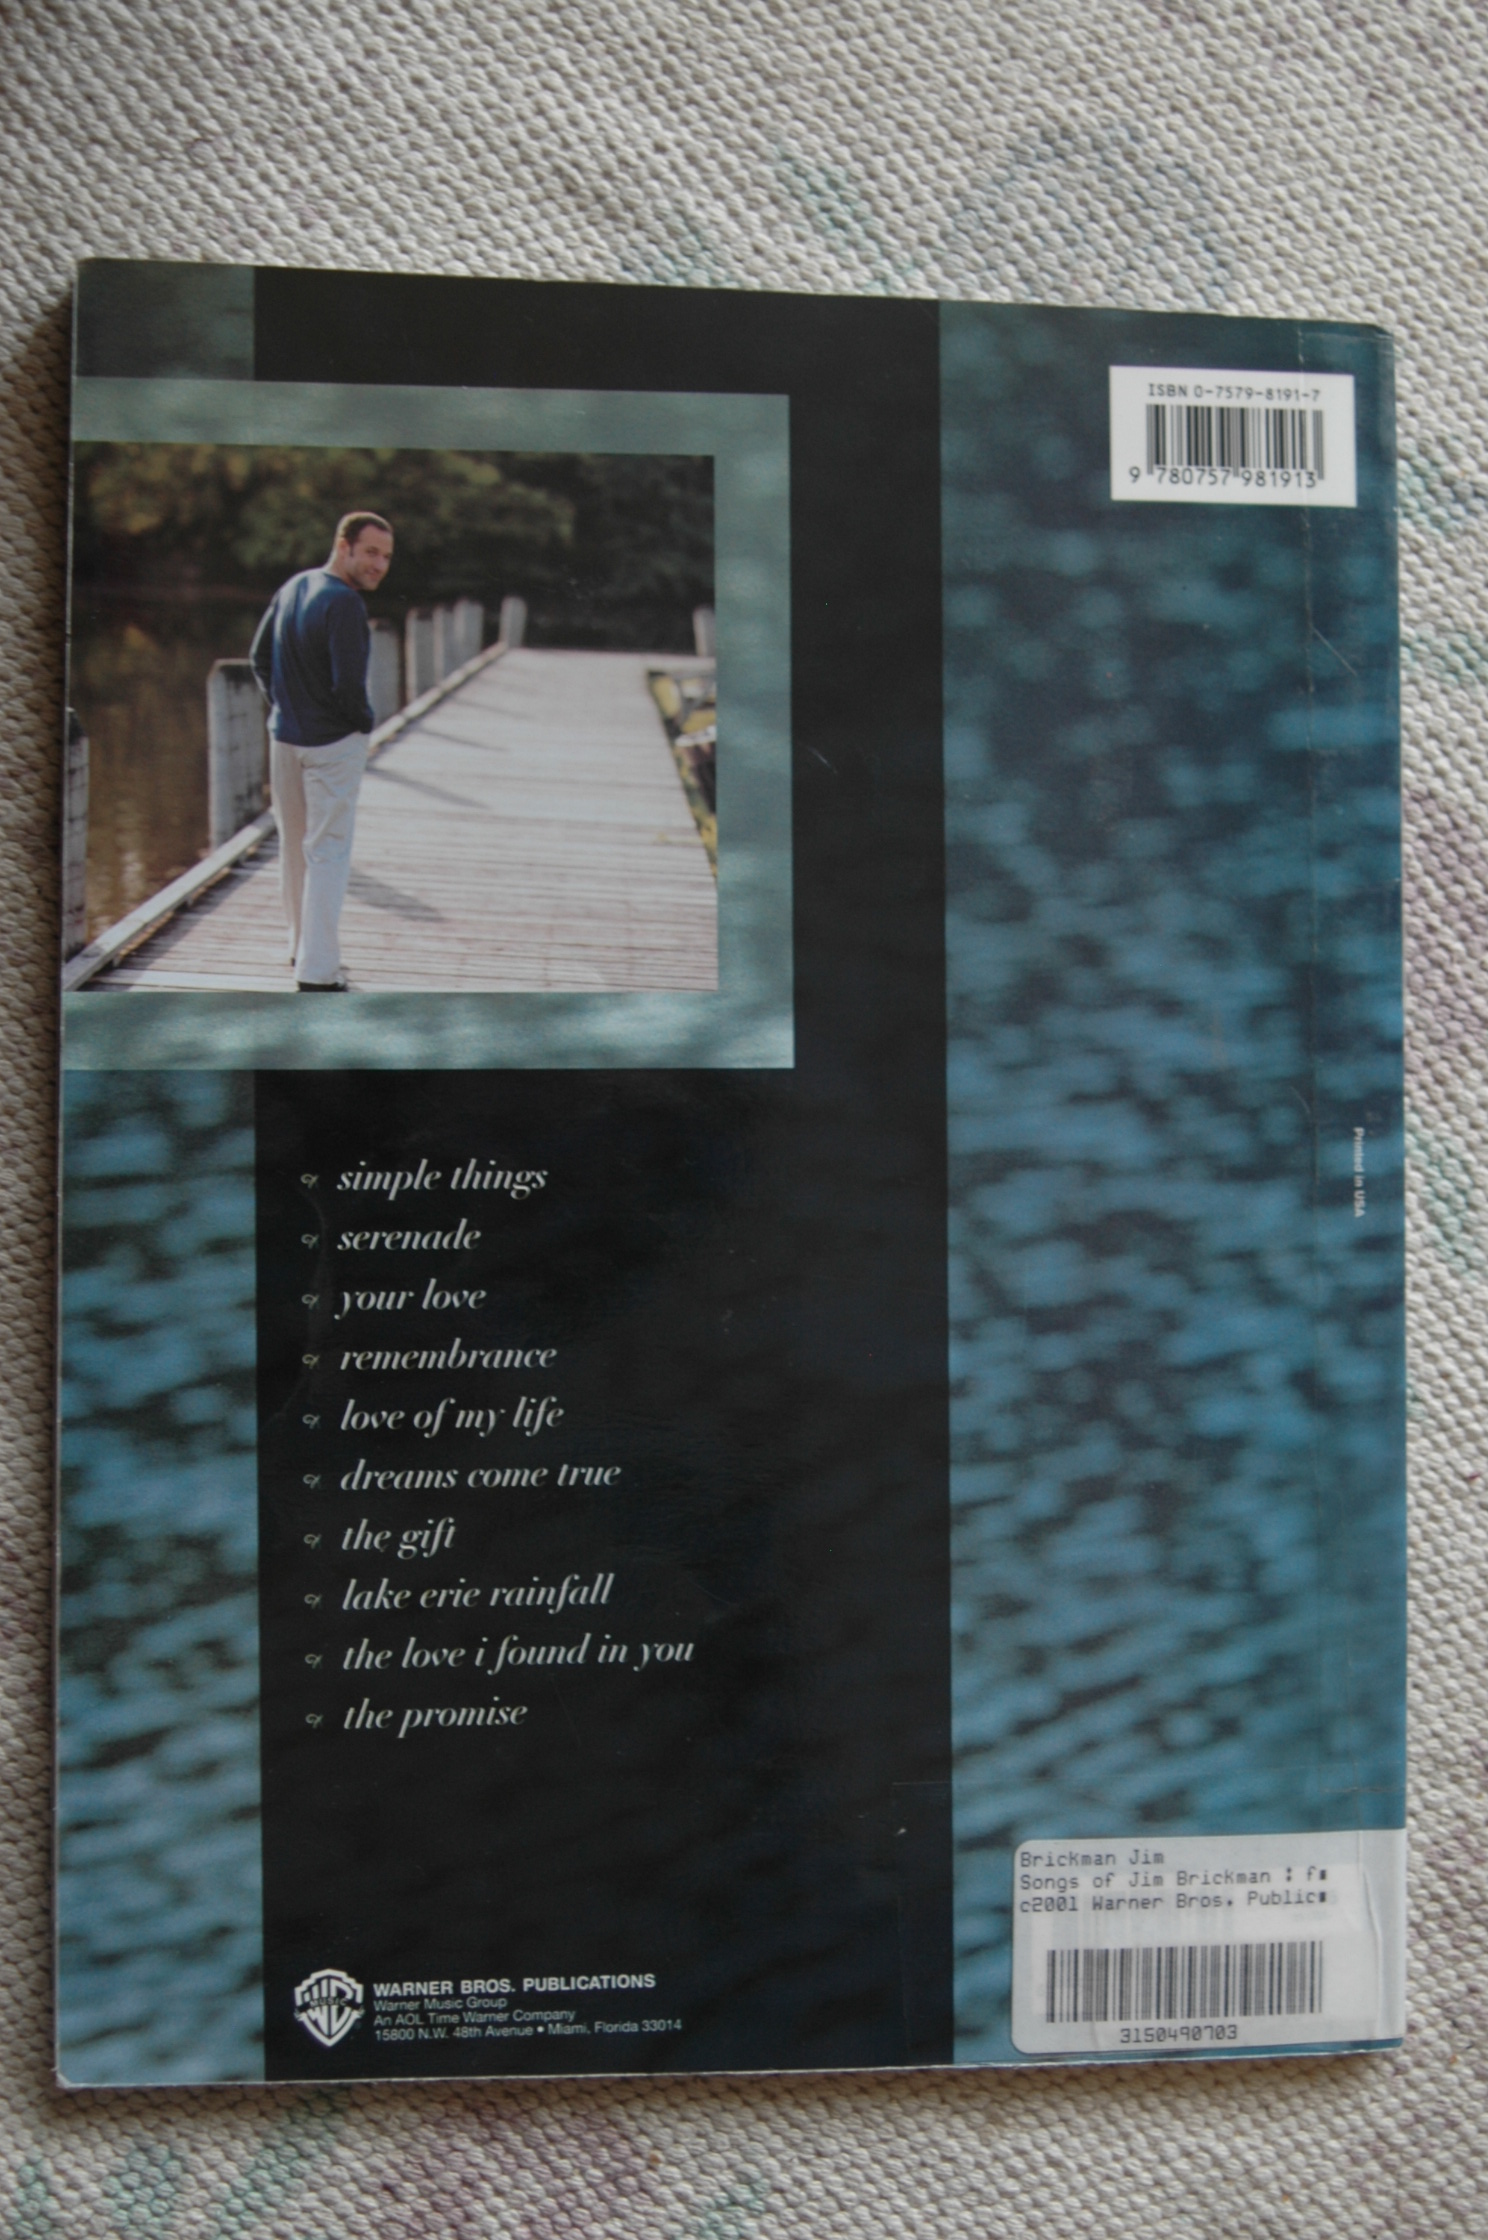 ISBN 0-7579-8191-7
9 780757 981913
Printed in USA
simple things
serenade
your love
remembrance
love of my life
dreams come true
the gift
lake erie rainfall
the love i found in you
the promise
Brickman Jim
Songs of Jim Brickman : f
c2001 Warner Bros. Public
3150490703
MUSIC
WARNER BROS. PUBLICATIONS
Warner Music Group
An AOL Time Warner Company
15800 N.W. 48th Avenue • Miami, Florida 33014